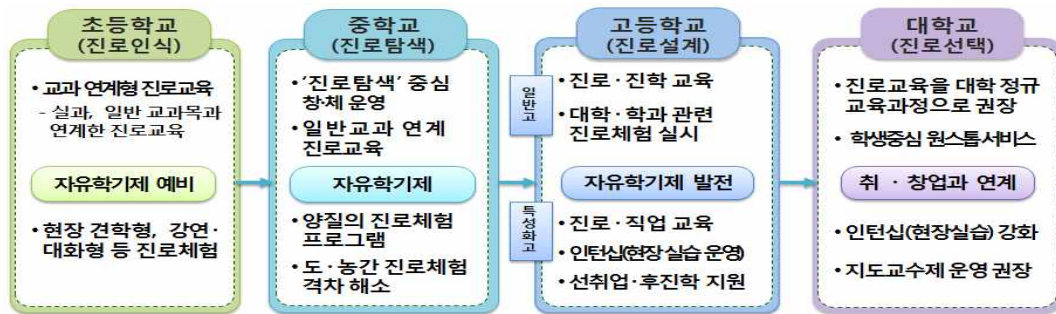 초등학교
(진로인식)
• 교과 연계형 진로교육
- 실과, 일반 교과목과
연계한 진로교육
자유학기제 예비
• 현장 견학형, 강연·
대화형 등 진로체험
중학교
(진로탐색)
• '진로탐색' 중심
창·체 운영
• 일반교과 연계
진로교육
자유학기제
• 양질의 진로체험
프로그램
• 도·농간 진로체험
격차 해소
고등학교
(진로설계)
일반고
• 진로·진학 교육
• 대학·학과 관련
진로체험 실시
자유학기제 발전
특성화고
• 진로·직업 교육
• 인턴십(현장 실습 운영)
• 선취업·후진학 지원
대학교
(진로선택)
• 진로교육을 대학 정규
교육과정으로 권장
• 학생중심 원스톱서비스
취·창업과 연계
• 인턴십(현장실습) 강화
• 지도교수제 운영 권장